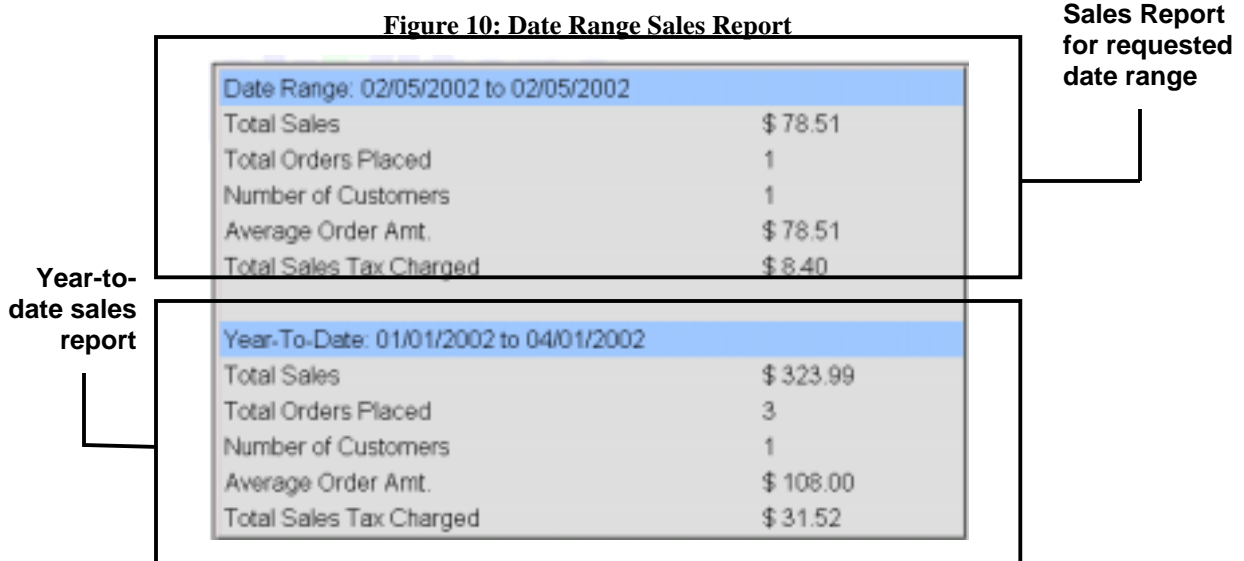 Figure 10: Date Range Sales Report
Sales Report
for requested
date range
Date Range: 02/05/2002 to 02/05/2002
Total Sales $ 78.51
Total Orders Placed 1
Number of Customers 1
Average Order Amt. $ 78.51
Total Sales Tax Charged $ 8.40
Year-to-
date sales
report
Year-To-Date: 01/01/2002 to 04/01/2002
Total Sales $ 323.99
Total Orders Placed 3
Number of Customers 1
Average Order Amt. $ 108.00
Total Sales Tax Charged $ 31.52